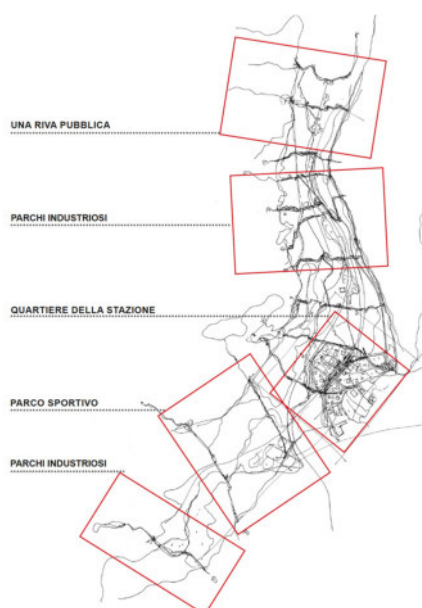 UNA RIVA PUBBLICA
PARCHI INDUSTRIOSI
QUARTIERE DELLA STAZIONE
PARCO SPORTIVO
PARCHI INDUSTRIOSI